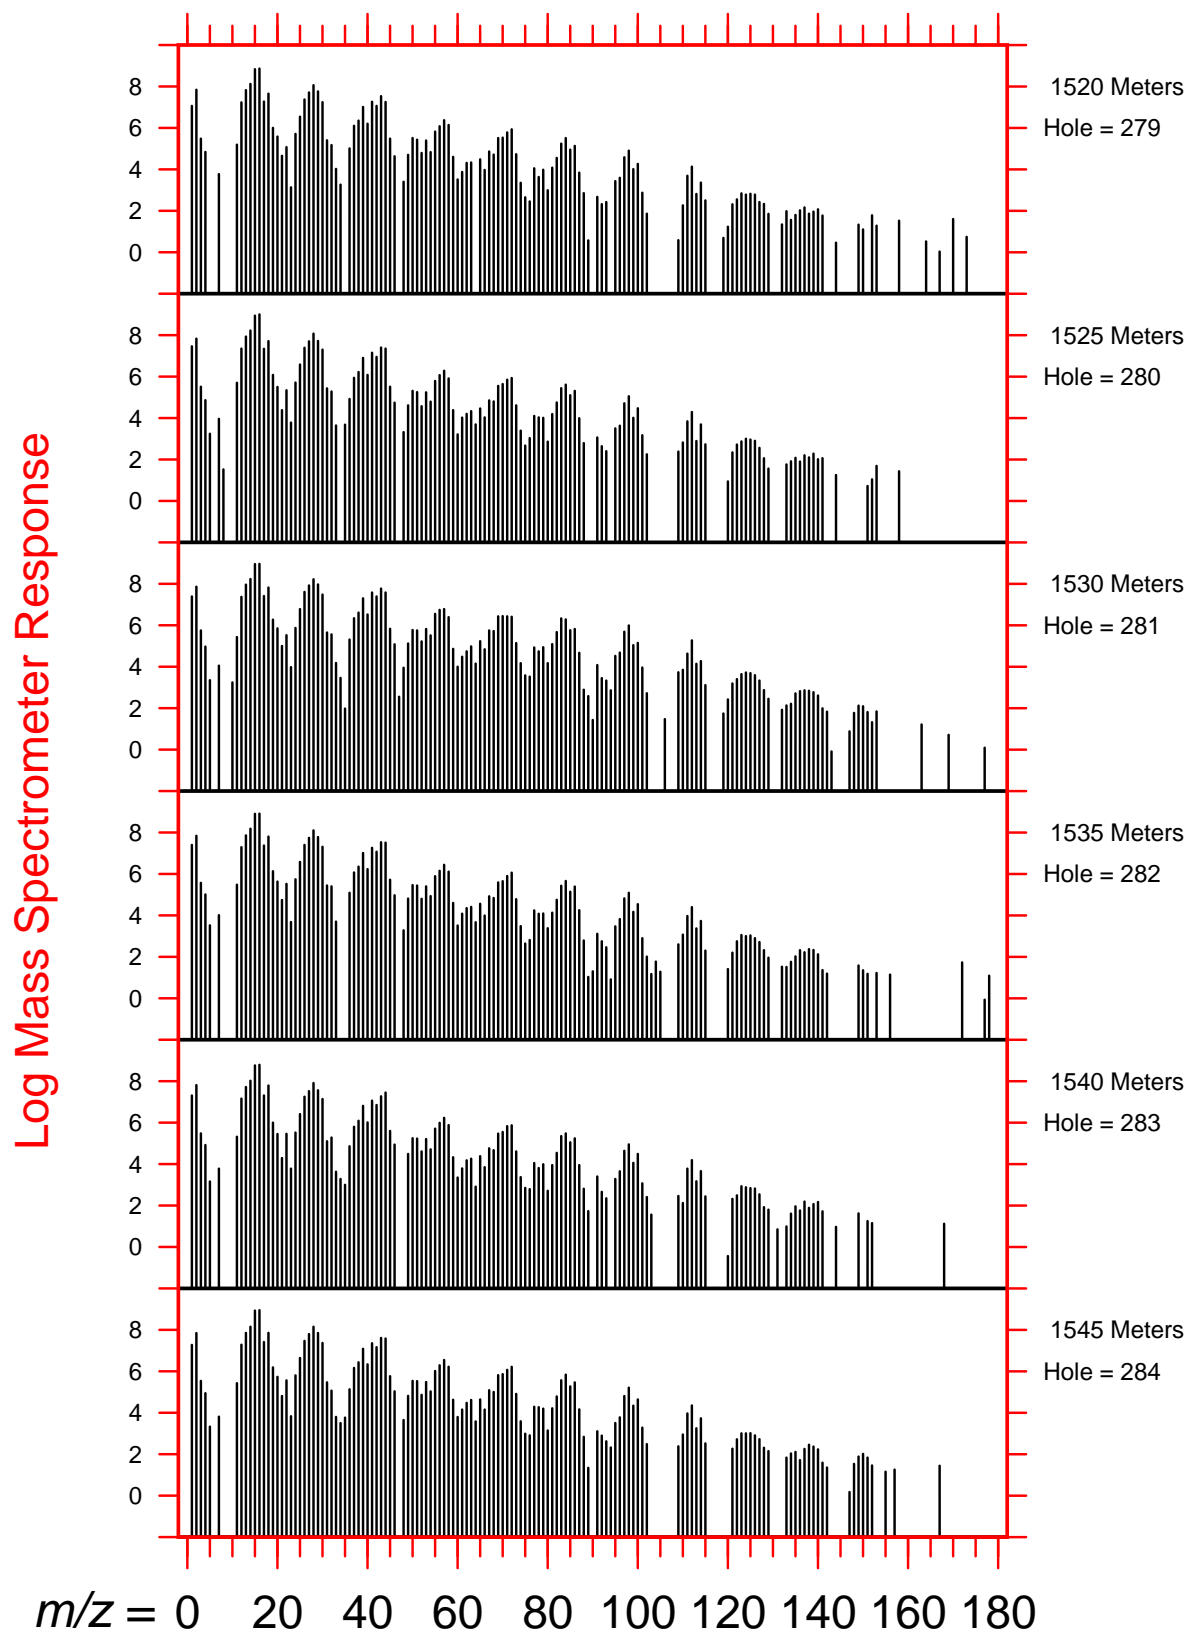 8
6
4
2
0
1520 Meters
Hole = 279
8
6
4
2
0
1525 Meters
Hole = 280
8
6
4
2
0
1530 Meters
Hole = 281
8
6
4
2
0
1535 Meters
Hole = 282
8
6
4
2
0
1540 Meters
Hole = 283
8
6
4
2
0
1545 Meters
Hole = 284
Log Mass Spectrometer Response
m/z = 0 20 40 60 80 100 120 140 160 180